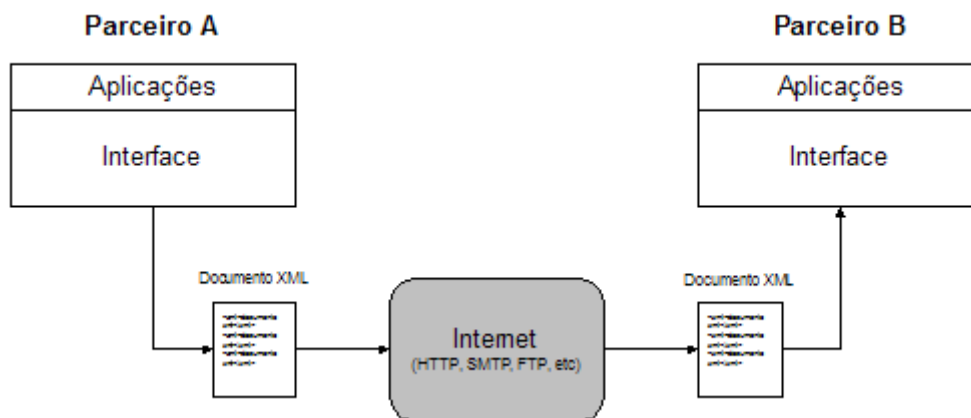 Parceiro A
Parceiro B
Aplicações
Interface
Aplicações
Interface
Documento XML
Documento XML
Internet
(HTTP, SMTP, FTP, etc)